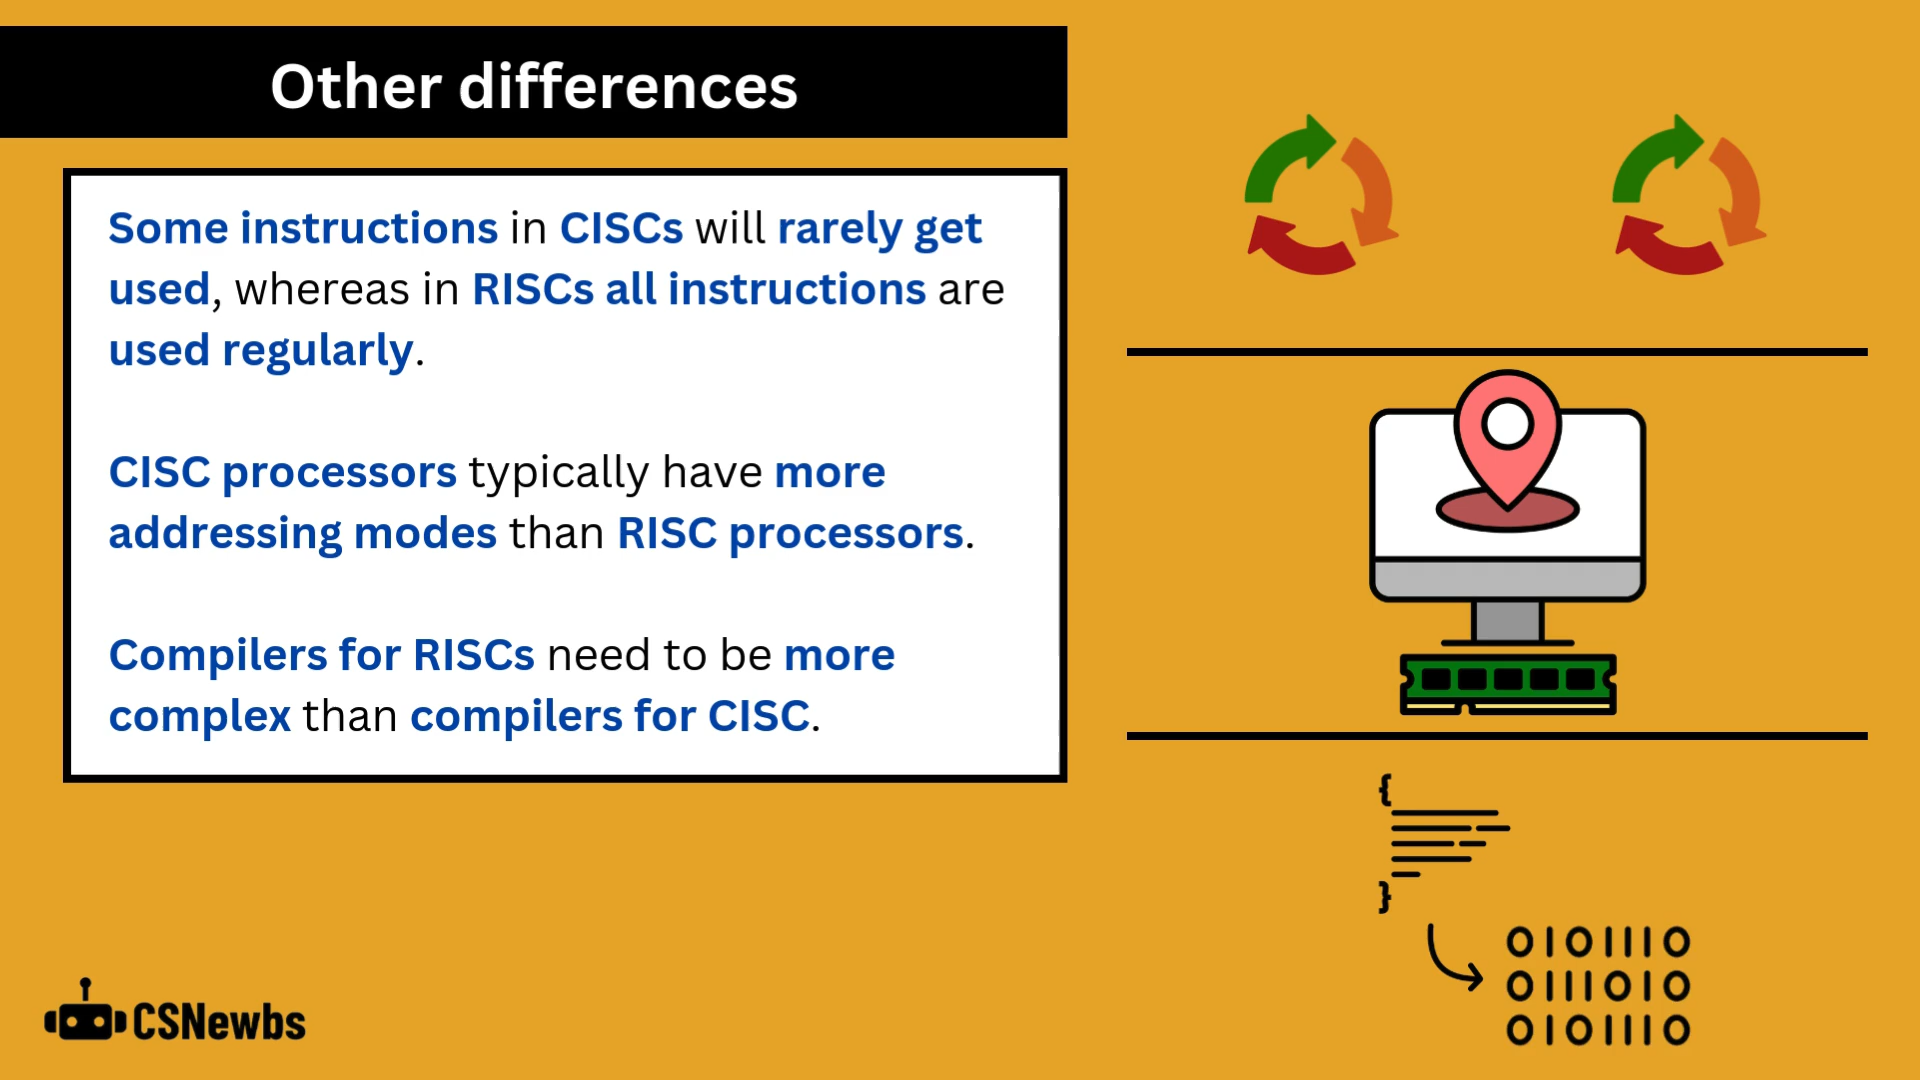 Other differences
Some instructions in CISCs will rarely get
used, whereas in RISCs all instructions are
used regularly.
CISC processors typically have more
addressing modes than RISC processors.
Compilers for RISCs need to be more
complex than compilers for CISC.
{
}
0101110
0111010
0101110
CSNewbs